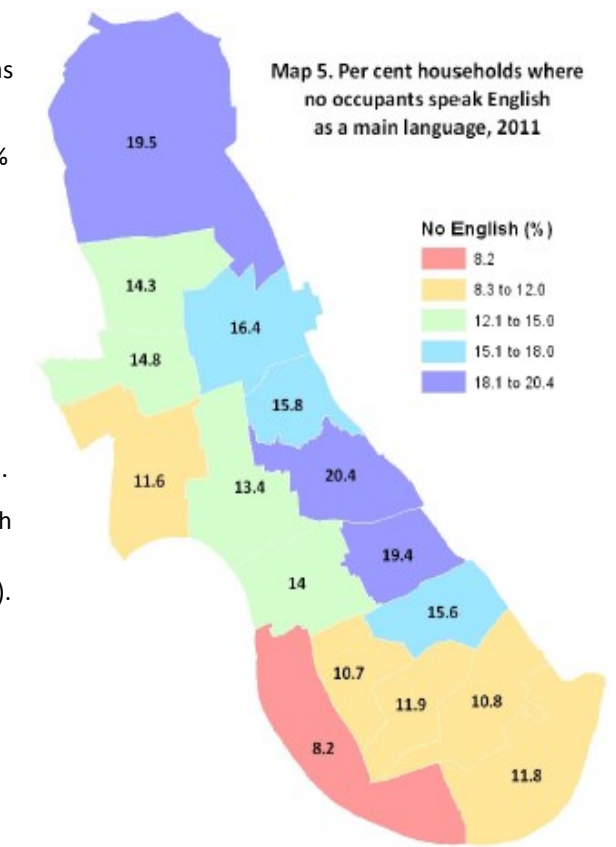 as
Map 5. Per cent households where
no occupants speak English
as a main language, 2011
%
19.5
No English (%)
8.2
8.3 to 12.0
12.1 to 15.0
15.1 to 18.0
18.1 to 20.4
14.3
16.4
14.8
15.8
11.6
13.4
20.4
.
h
19.4
14
).
15.6
10.7
11.9
10.8
8.2
11.8